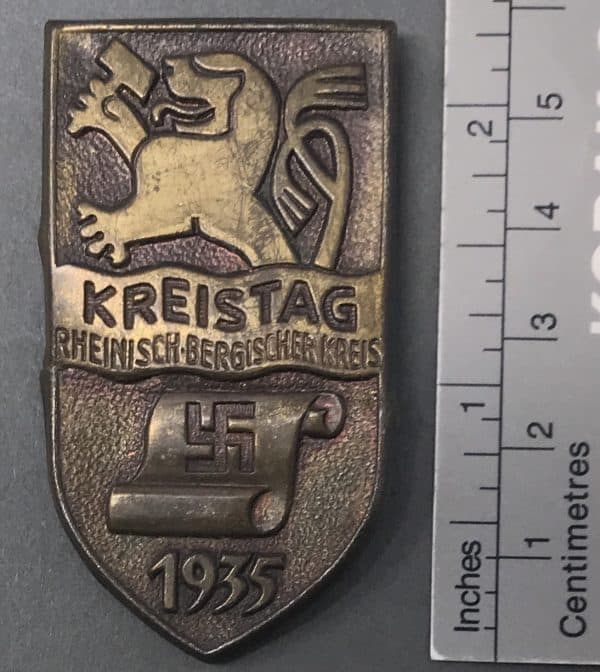 KREISTAG
RHEINISCH·BERGISCHER KREIS
1935
Inches 1 2
Centimetres 1 2 3 4 5